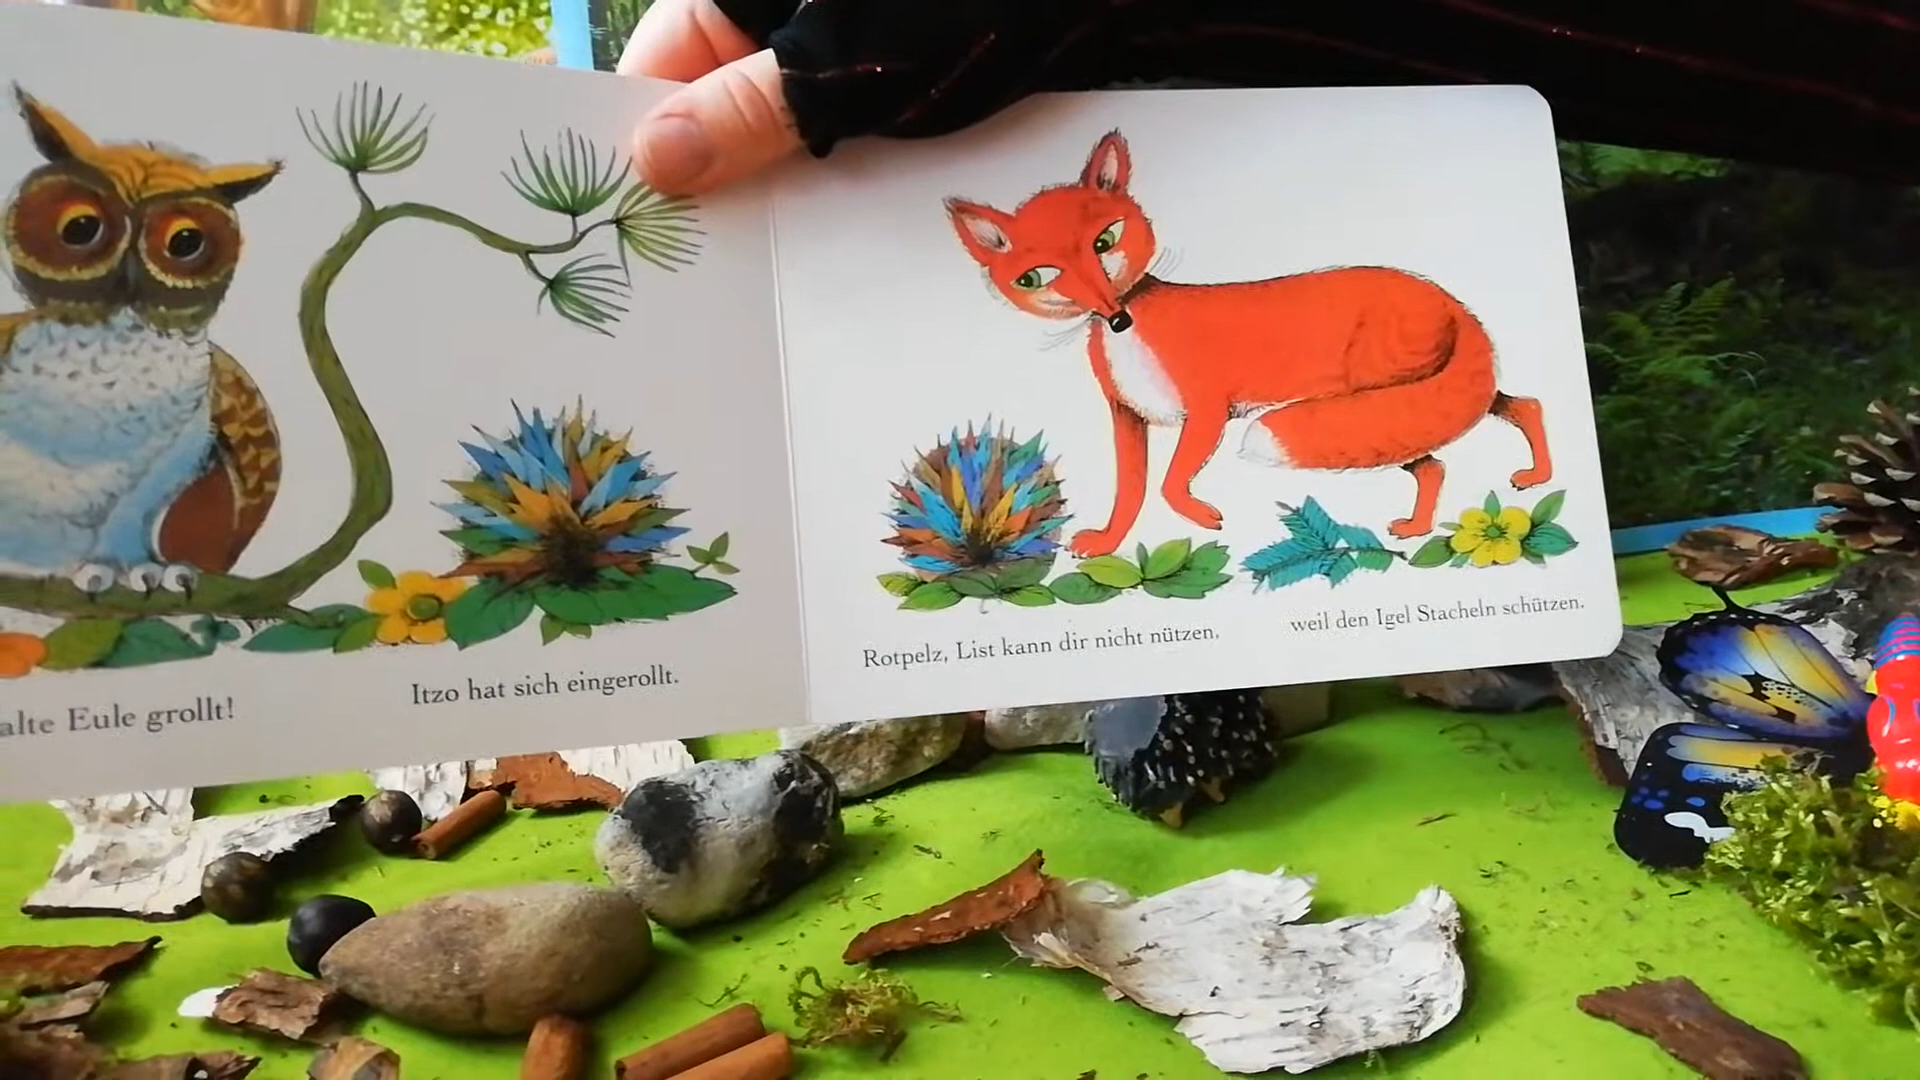 alte Eule grollt!
Itzo hat sich eingerollt.
Rotpelz, List kann dir nicht nützen,
weil den Igel Stacheln schützen.